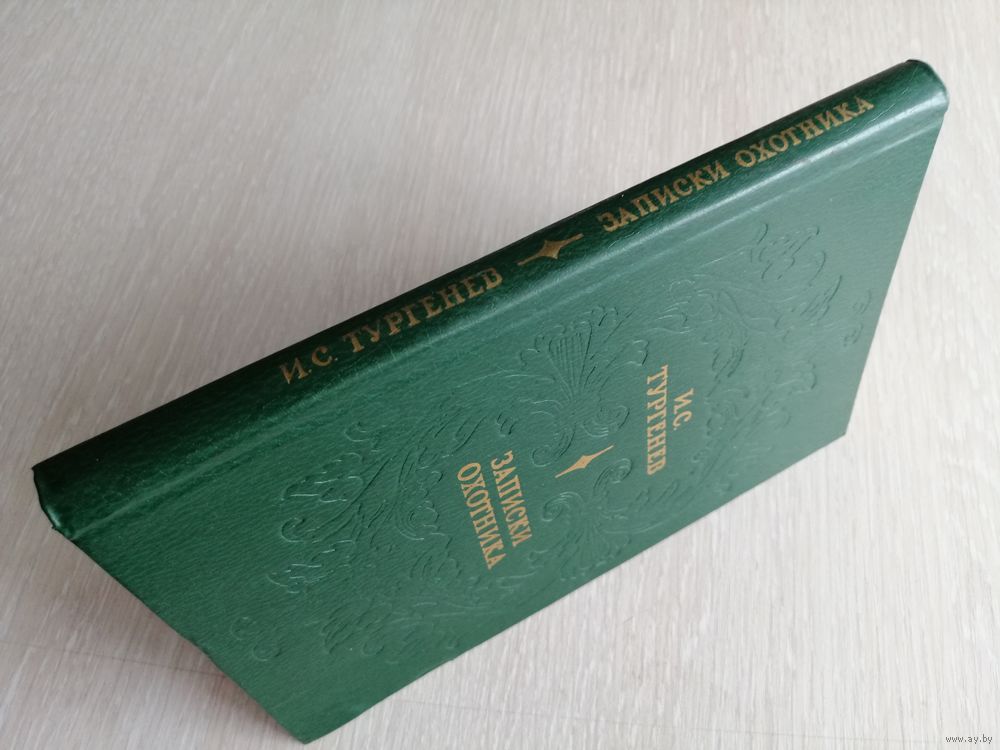 И.С. ТУРГЕНЕВ ЗАПИСКИ ОХОТНИКА
И.С.
ТУРГЕНЕВ
ЗАПИСКИ
ОХОТНИКА
www.ay.by